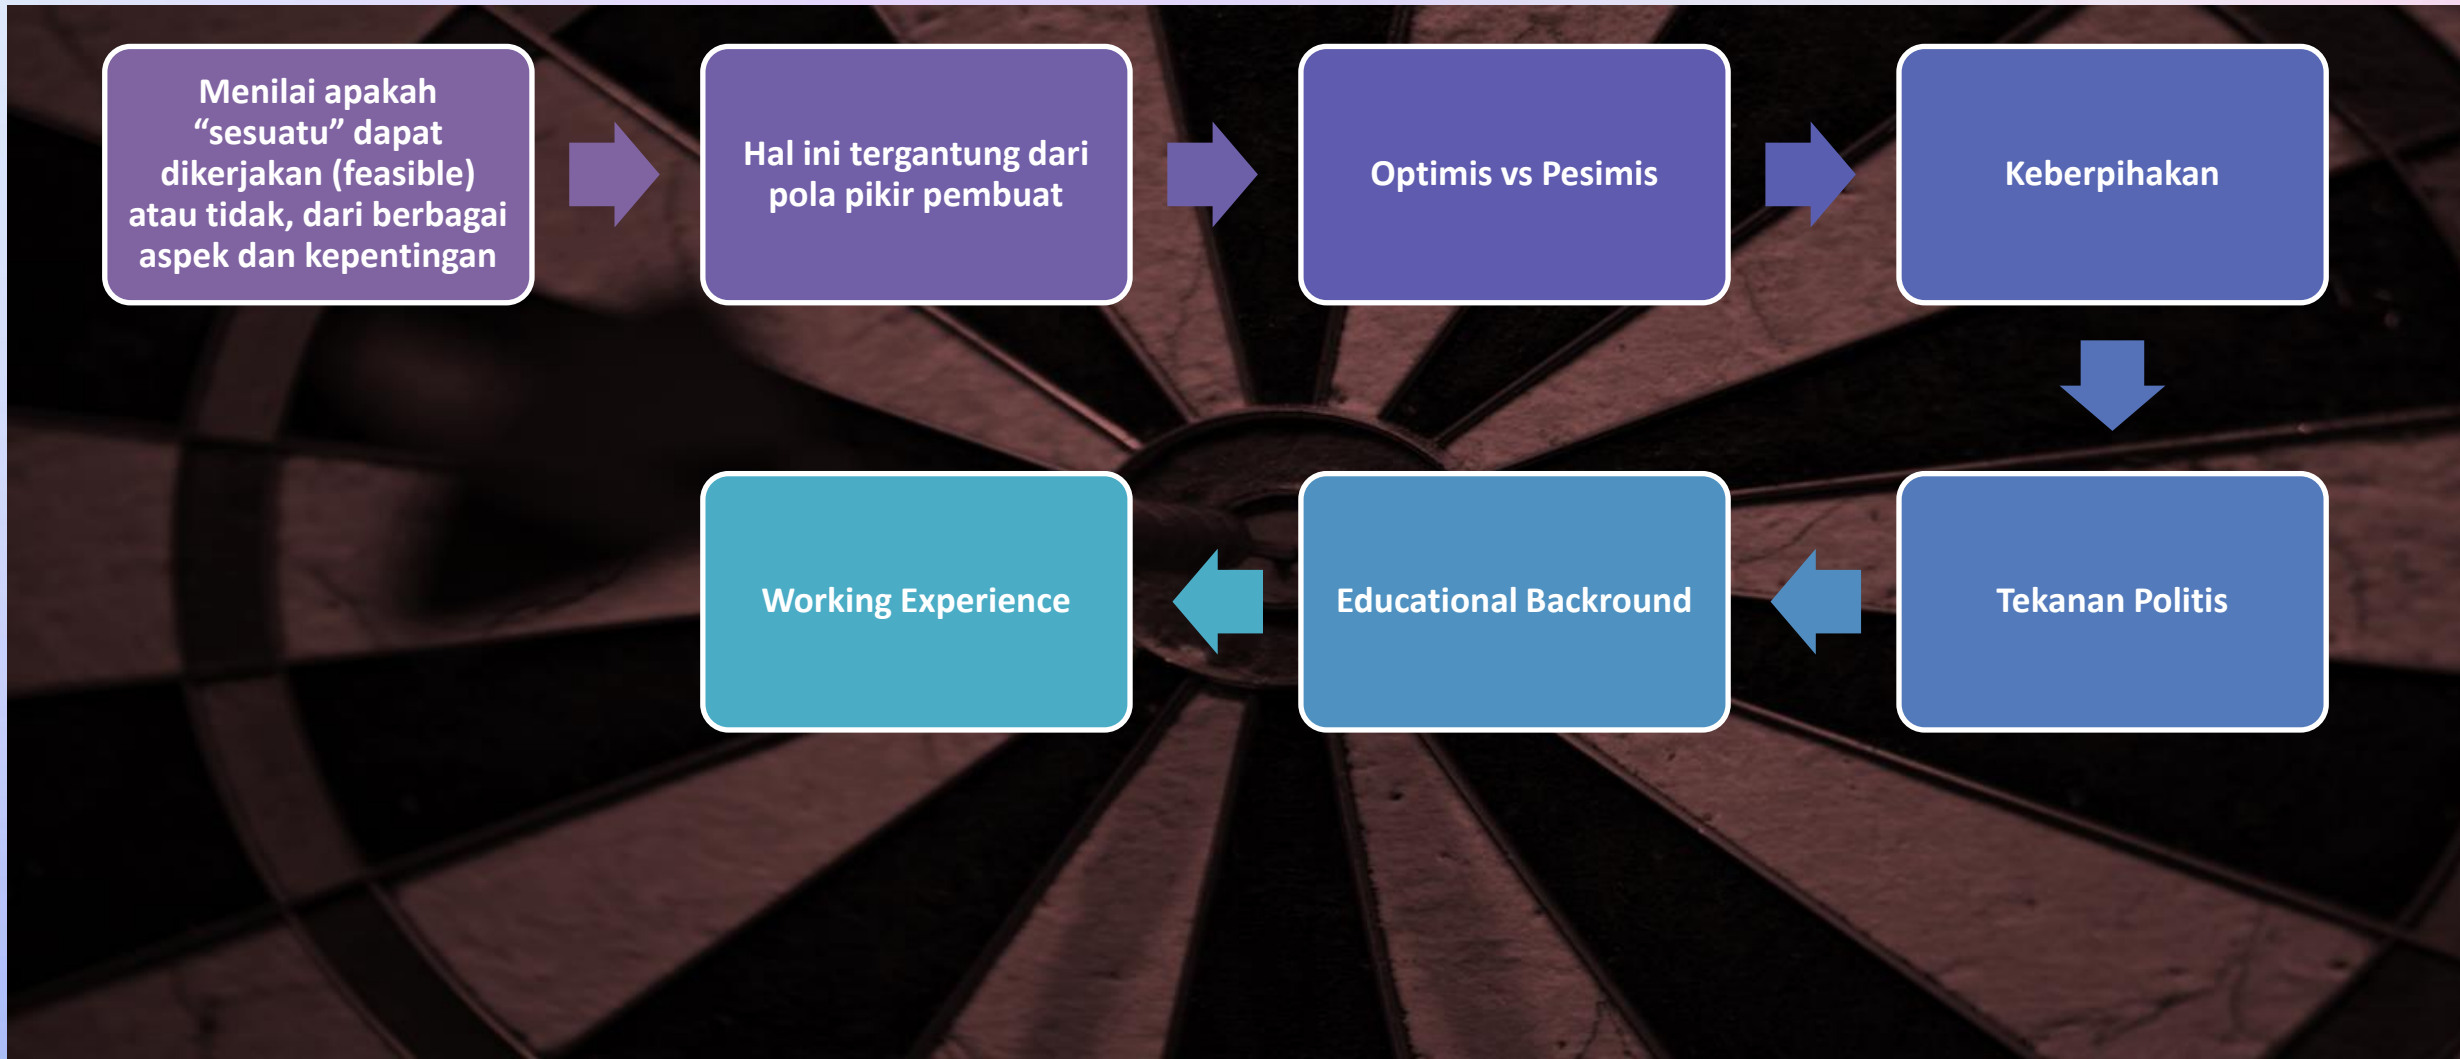 Menilai apakah
“sesuatu” dapat
dikerjakan (feasible)
atau tidak, dari berbagai
aspek dan kepentingan
Hal ini tergantung dari
pola pikir pembuat
Optimis vs Pesimis
Keberpihakan
Tekanan Politis
Educational Backround
Working Experience